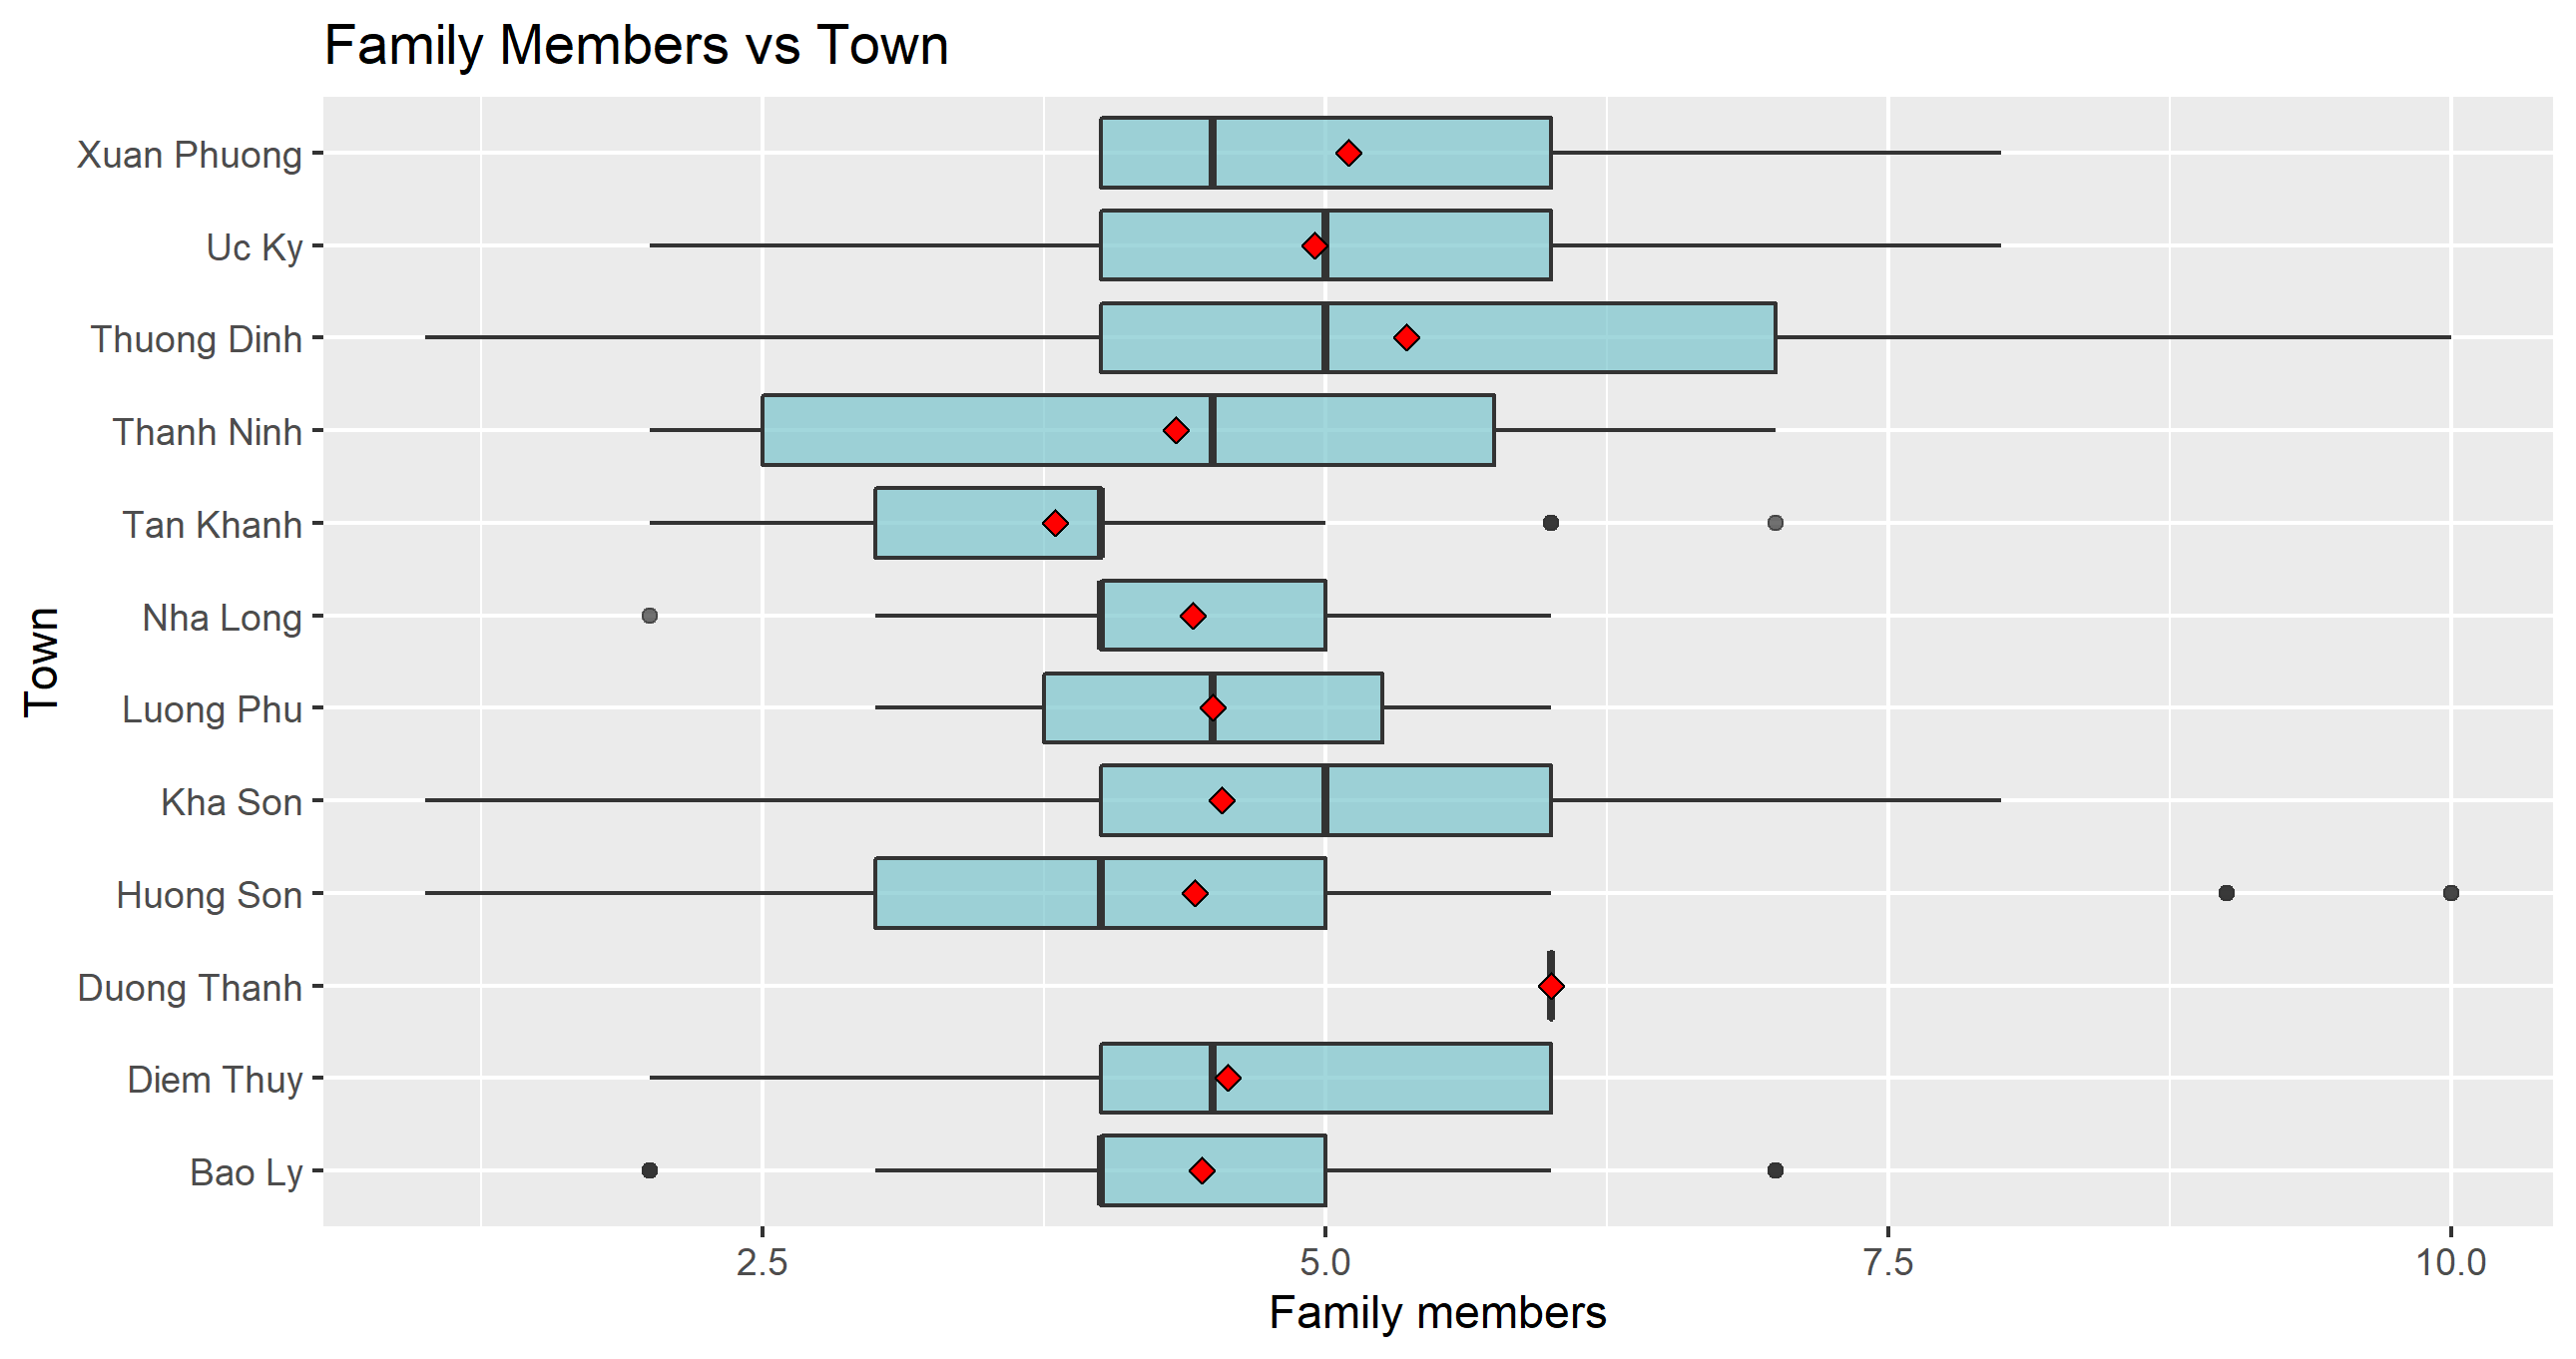 Family Members vs Town
Xuan Phuong
Uc Ky
Thuong Dinh
Thanh Ninh
Tan Khanh
Nha Long
Luong Phu
Kha Son
Huong Son
Duong Thanh
Diem Thuy
Bao Ly
Town
2.5 5.0 7.5 10.0
Family members